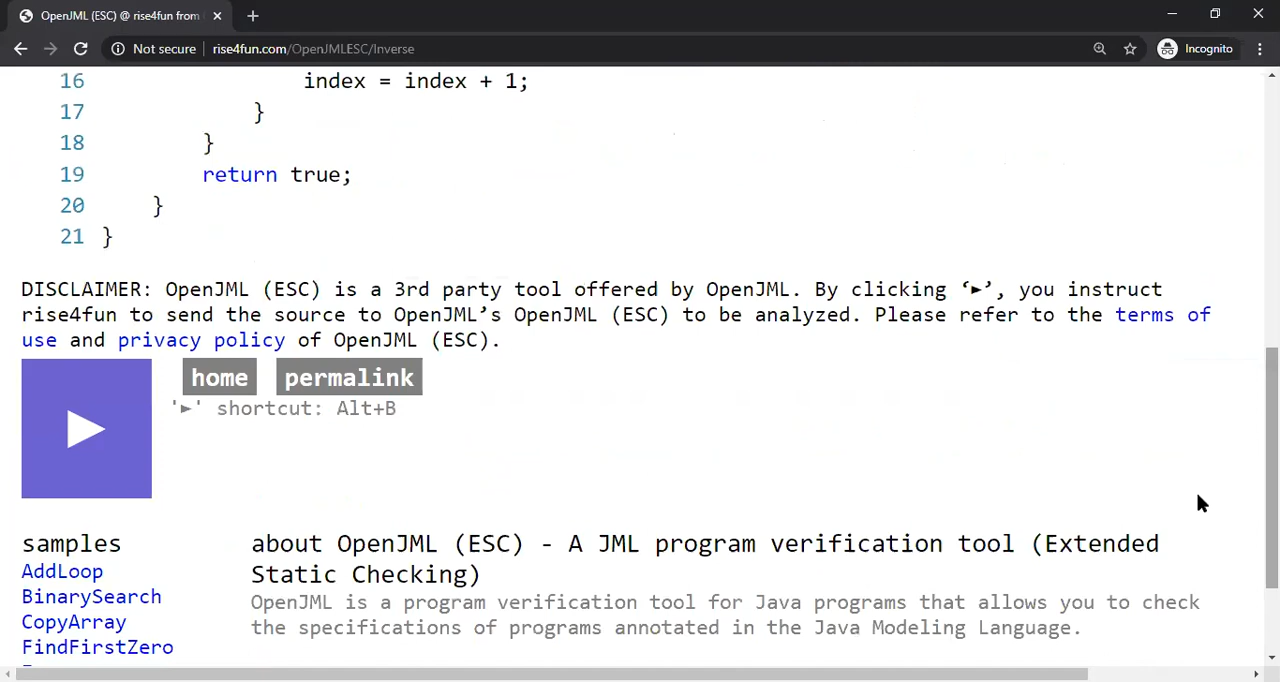 OpenJML (ESC) @ rise4fun from
Not secure rise4fun.com/OpenJMLESC/Inverse Incognito
16 index = index + 1;
17 }
18 }
19 return true;
20 }
21 }
DISCLAIMER: OpenJML (ESC) is a 3rd party tool offered by OpenJML. By clicking ‘►’, you instruct
rise4fun to send the source to OpenJML’s OpenJML (ESC) to be analyzed. Please refer to the terms of
use and privacy policy of OpenJML (ESC).
home permalink
'►' shortcut: Alt+B
samples
AddLoop
BinarySearch
CopyArray
FindFirstZero
about OpenJML (ESC) - A JML program verification tool (Extended
Static Checking)
OpenJML is a program verification tool for Java programs that allows you to check
the specifications of programs annotated in the Java Modeling Language.